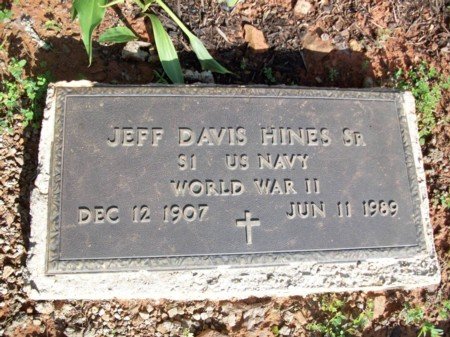 JEFF DAVIS HINES SR
S1 US NAVY
WORLD WAR II
DEC 12 1907 JUN 11 1989